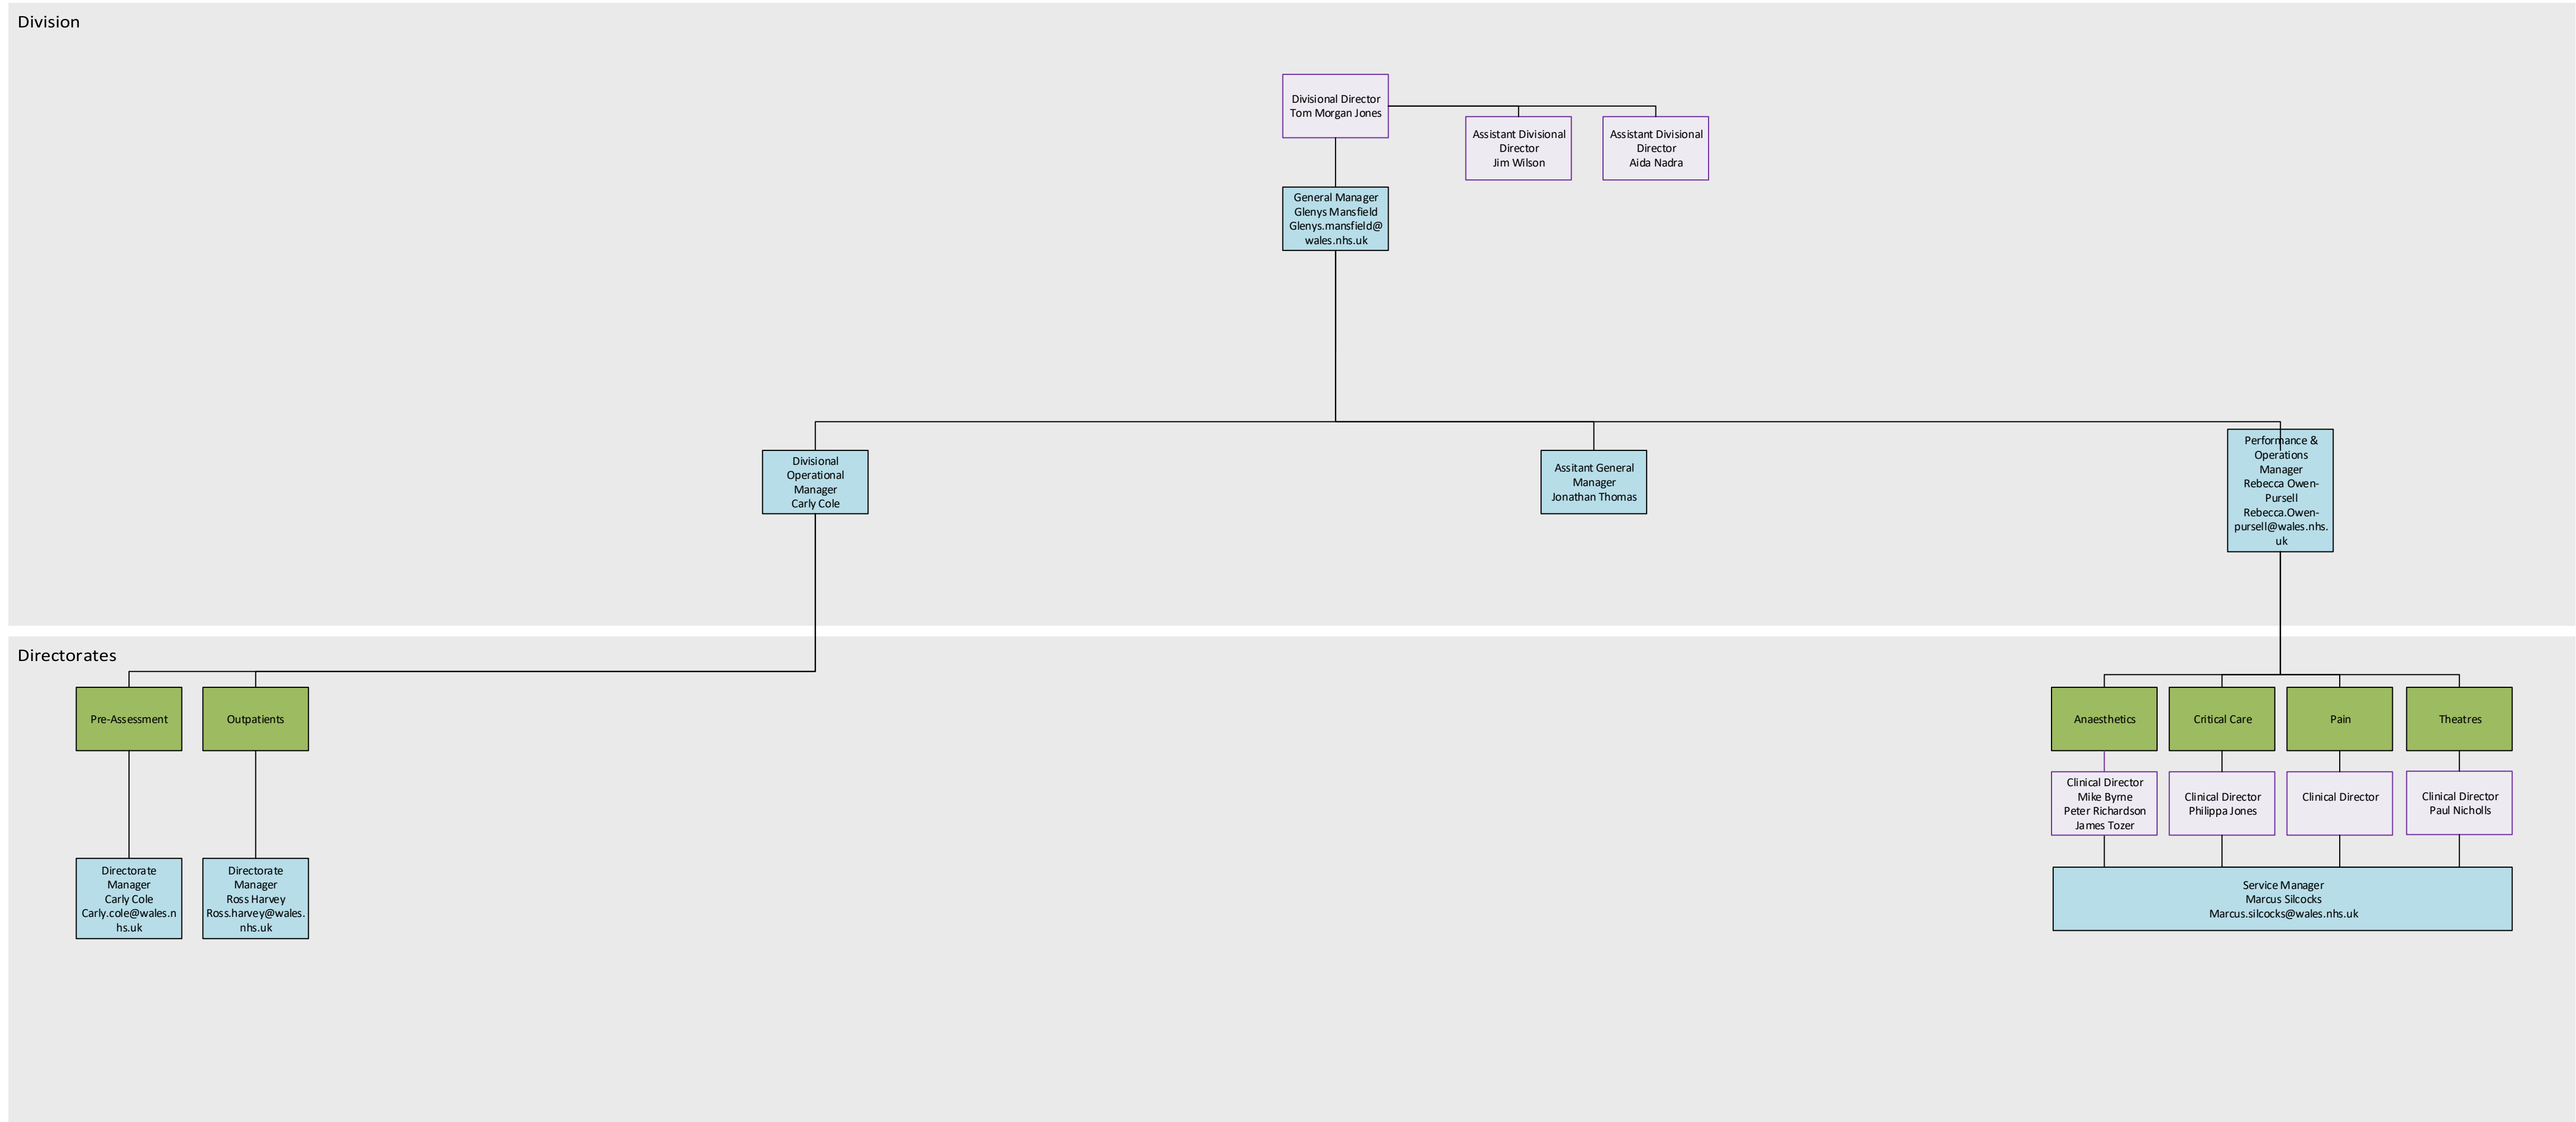 Division
Divisional Director
Tom Morgan Jones
Assistant Divisional
Director
Jim Wilson
Assistant Divisional
Director
Aida Nadra
General Manager
Glenys Mansfield
Glenys.mansfield@
wales.nhs.uk
Divisional
Operational
Manager
Carly Cole
Assitant General
Manager
Jonathan Thomas
Performance &
Operations
Manager
Rebecca Owen-
Pursell
Rebecca.Owen-
pursell@wales.nhs.
uk
Directorates
Pre-Assessment
Outpatients
Anaesthetics
Critical Care
Pain
Theatres
Clinical Director
Mike Byrne
Peter Richardson
James Tozer
Clinical Director
Philippa Jones
Clinical Director
Clinical Director
Paul Nicholls
Directorate
Manager
Carly Cole
Carly.cole@wales.n
hs.uk
Directorate
Manager
Ross Harvey
Ross.harvey@wales.
nhs.uk
Service Manager
Marcus Silcocks
Marcus.silcocks@wales.nhs.uk